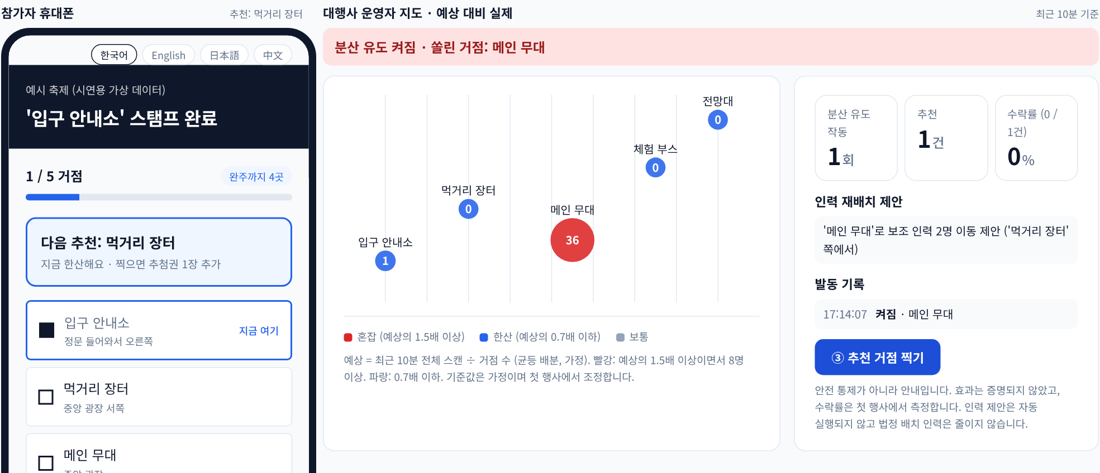 참가자 휴대폰
추천: 먹거리 장터
한국어
English
日本語
中文
예시 축제 (시연용 가상 데이터)
'입구 안내소' 스탬프 완료
1 / 5 거점
완주까지 4곳
다음 추천: 먹거리 장터
지금 한산해요 · 찍으면 추첨권 1장 추가
입구 안내소
정문 들어와서 오른쪽
지금 여기
먹거리 장터
중앙 광장 서쪽
메인 무대
대행사 운영자 지도 · 예상 대비 실제
최근 10분 기준
분산 유도 켜짐 · 쏠린 거점: 메인 무대
전망대
0
체험 부스
0
먹거리 장터
0
메인 무대
36
입구 안내소
1
혼잡 (예상의 1.5배 이상)
한산 (예상의 0.7배 이하)
보통
예상 = 최근 10분 전체 스캔 ÷ 거점 수 (균등 배분, 가정). 빨강: 예상의 1.5배 이상이면서 8명
이상. 파랑: 0.7배 이하. 기준값은 가정이며 첫 행사에서 조정합니다.
분산 유도
작동
1회
추천
1건
수락률 (0 /
1건)
0%
인력 재배치 제안
'메인 무대'로 보조 인력 2명 이동 제안 ('먹거리 장터'
쪽에서)
발동 기록
17:14:07 켜짐 · 메인 무대
③ 추천 거점 찍기
안전 통제가 아니라 안내입니다. 효과는 증명되지 않았고,
수락률은 첫 행사에서 측정합니다. 인력 제안은 자동
실행되지 않고 법정 배치 인력은 줄이지 않습니다.